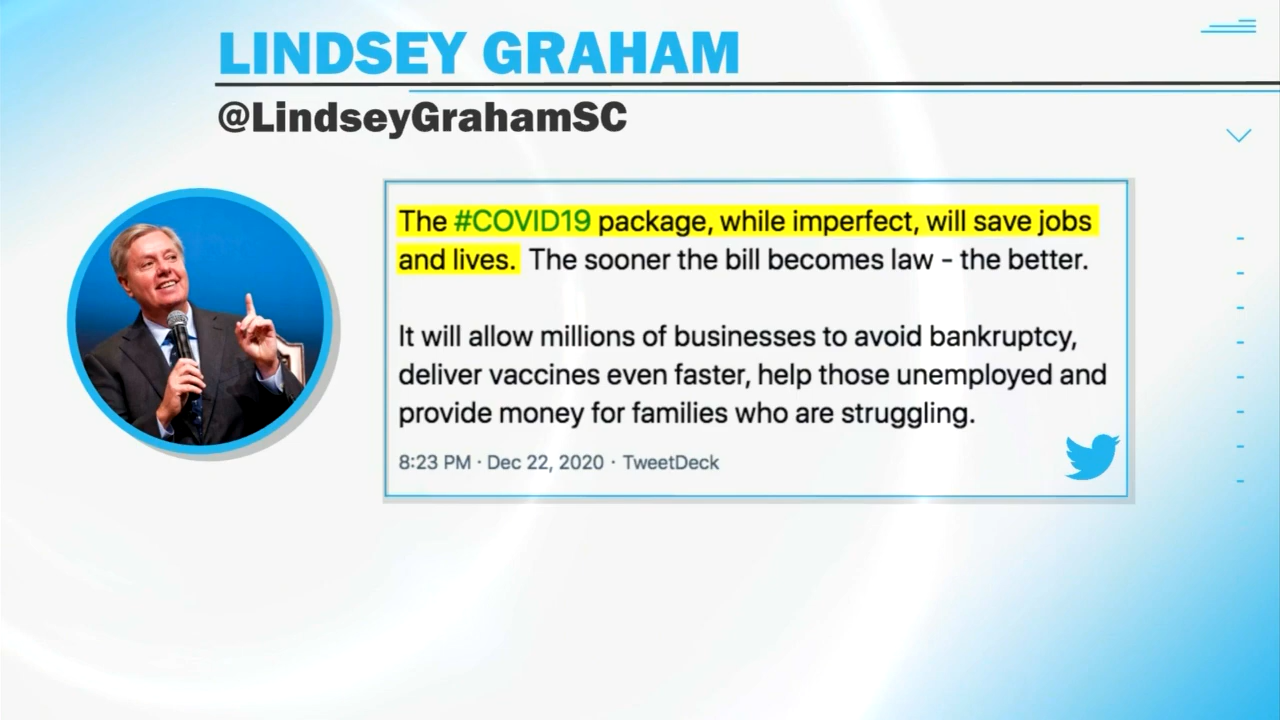 LINDSEY GRAHAM
@LindseyGrahamSC
The #COVID19 package, while imperfect, will save jobs
and lives. The sooner the bill becomes law - the better.
It will allow millions of businesses to avoid bankruptcy,
deliver vaccines even faster, help those unemployed and
provide money for families who are struggling.
8:23 PM · Dec 22, 2020 · TweetDeck